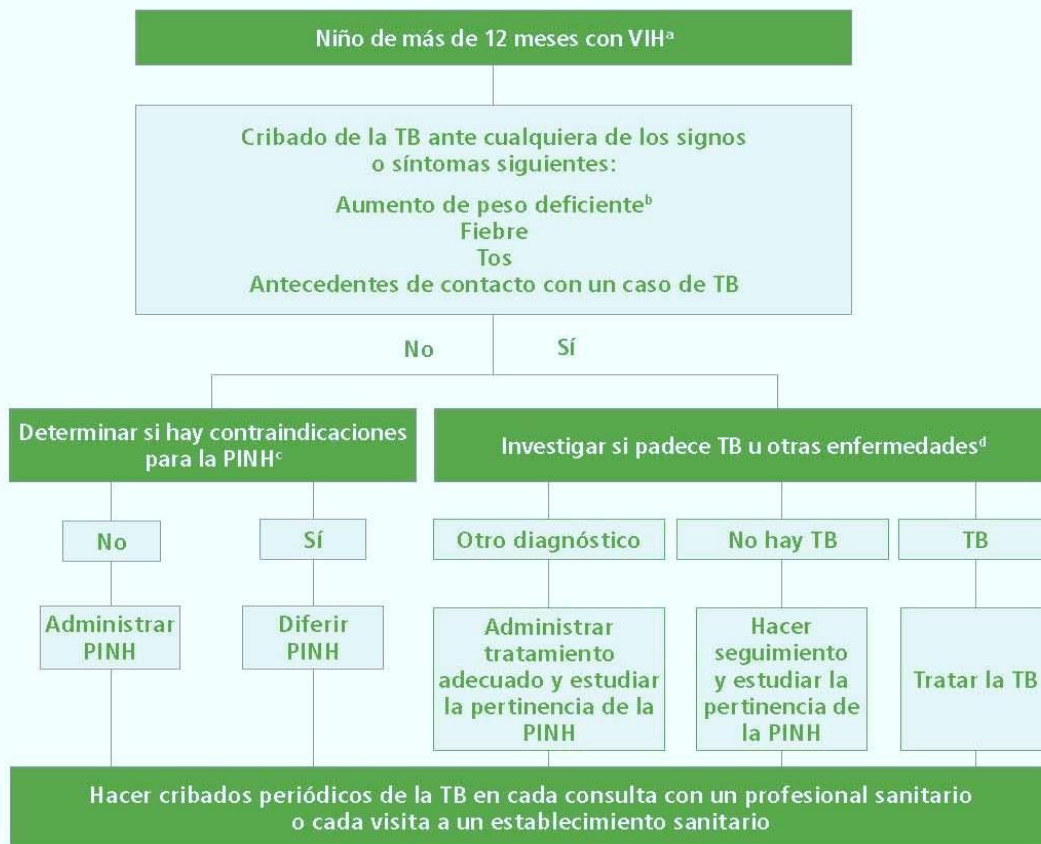 Niño de más de 12 meses con VIHᵃ
Cribado de la TB ante cualquiera de los signos
o síntomas siguientes:
Aumento de peso deficienteᵇ
Fiebre
Tos
Antecedentes de contacto con un caso de TB
No
Sí
Determinar si hay contraindicaciones
para la PINHᶜ
Investigar si padece TB u otras enfermedadesᵈ
No
Sí
Otro diagnóstico
No hay TB
TB
Administrar
PINH
Diferir
PINH
Administrar
tratamiento
adecuado y estudiar
la pertinencia de la
PINH
Hacer
seguimiento
y estudiar la
pertinencia de
la PINH
Tratar la TB
Hacer cribados periódicos de la TB en cada consulta con un profesional sanitario
o cada visita a un establecimiento sanitario